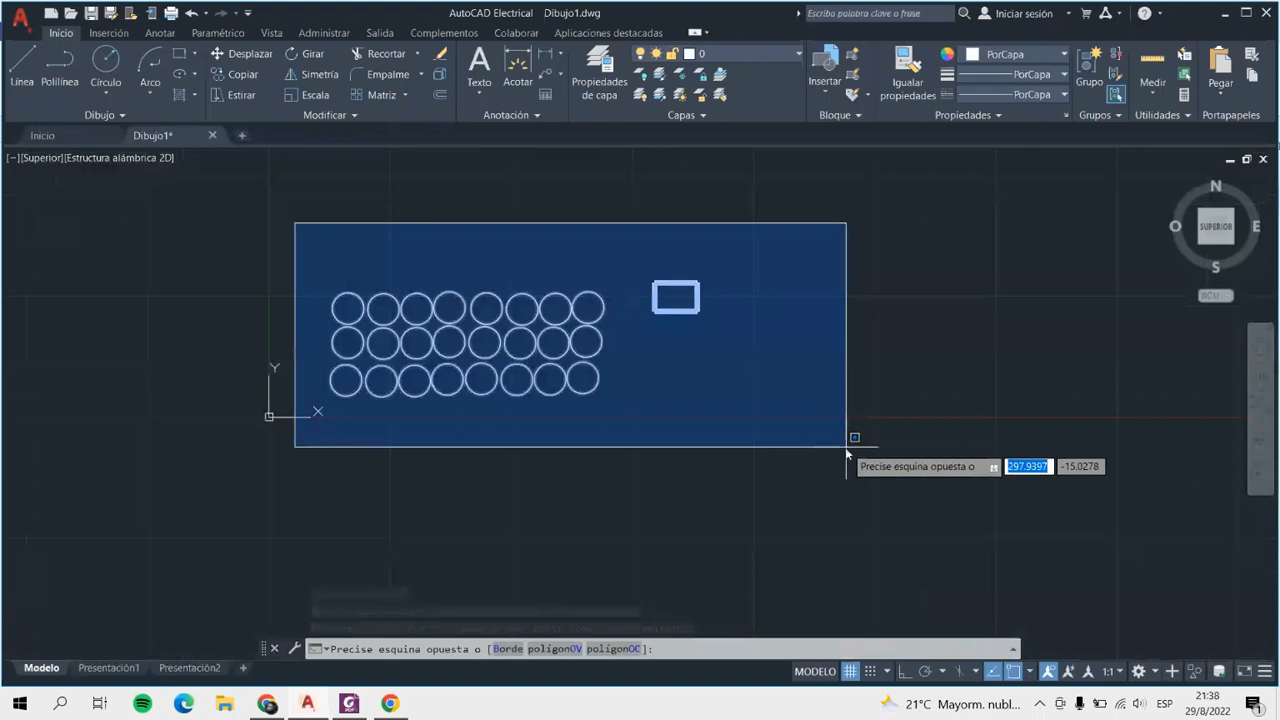 AutoCAD Electrical Dibujo1.dwg
Escriba palabra clave o frase
Iniciar sesión
Inicio Inserción Anotar Paramétrico Vista Administrar Salida Complementos Colaborar Aplicaciones destacadas
Línea Polilínea Círculo Arco
Desplazar Girar Recortar
Copiar Simetría Empalme
Estirar Escala Matriz
Texto Acotar
Propiedades de capa
0
Insertar
Igualar propiedades
PorCapa
PorCapa
PorCapa
Grupo Medir Pegar
Dibujo Modificar Anotación Capas Bloque Propiedades Grupos Utilidades Portapapeles
Inicio Dibujo1*
[−][Superior][Estructura alámbrica 2D]
N
O SUPERIOR E
S
Y
X
Precise esquina opuesta o 297.9397 -15.0278
Precise esquina opuesta o [Borde polígonOV polígonOC]:
Modelo Presentación1 Presentación2
MODELO 1:1
21°C Mayorm. nubl...
ESP
21:38
29/8/2022